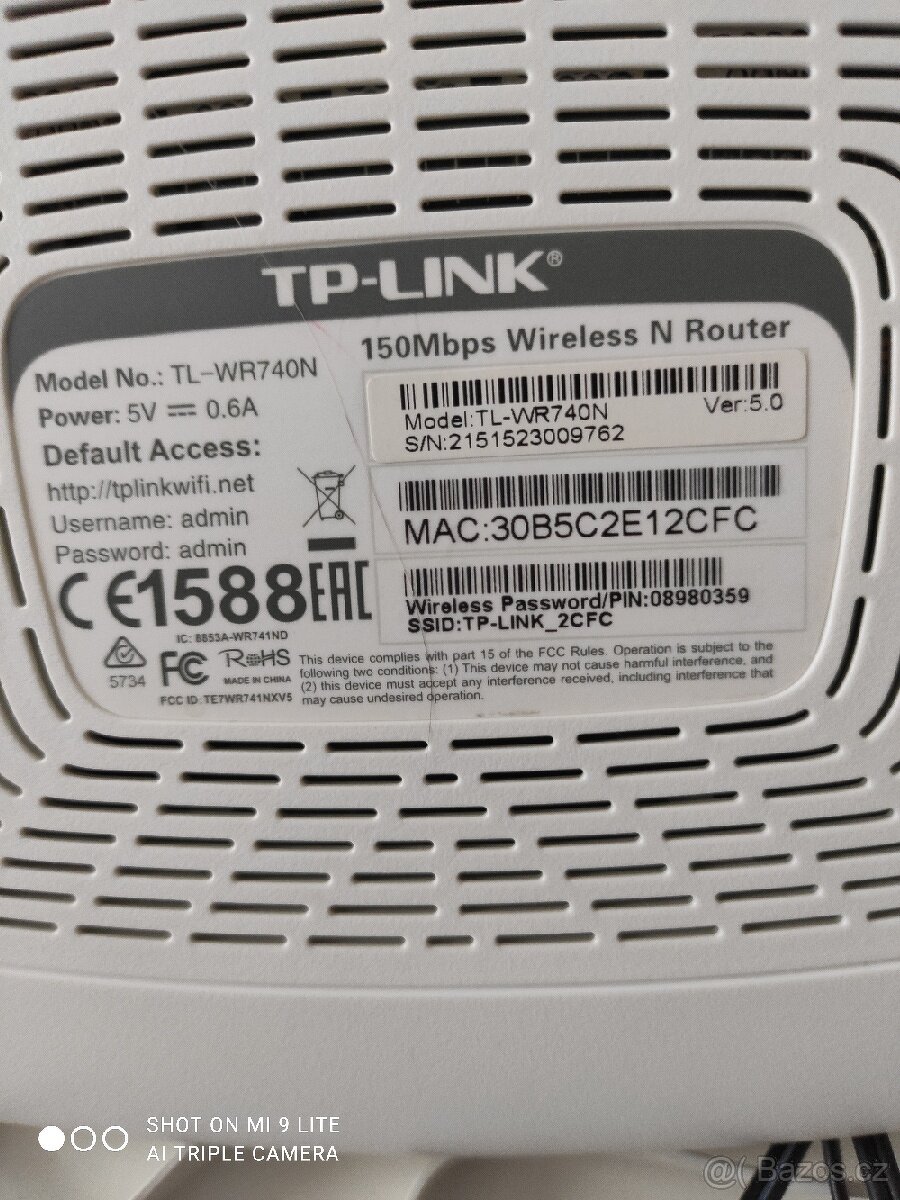 TP-LINK®
150Mbps Wireless N Router
Model No.: TL-WR740N
Power: 5V ⎓ 0.6A
Default Access:
http://tplinkwifi.net
Username: admin
Password: admin
Model:TL-WR740N Ver:5.0
S/N:2151523009762
MAC:30B5C2E12CFC
Wireless Password/PIN:08980359
SSID:TP-LINK_2CFC
CE1588 EAC
IC: 8853A-WR741ND
5734
FC RoHS
MADE IN CHINA
FCC ID: TE7WR741NXV5
This device complies with part 15 of the FCC Rules. Operation is subject to the
following two conditions: (1) This device may not cause harmful interference, and
(2) this device must accept any interference received, including interference that
may cause undesired operation.
SHOT ON MI 9 LITE
AI TRIPLE CAMERA
@( Bazos.cz